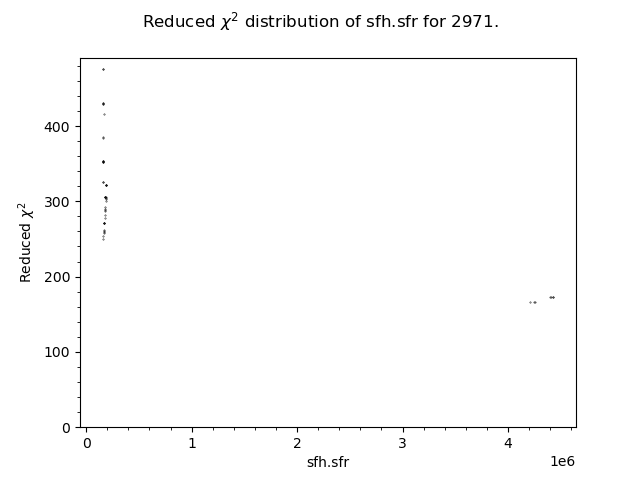 Reduced χ² distribution of sfh.sfr for 2971.
400
300
200
100
0
Reduced χ²
0 1 2 3 4
1e6
sfh.sfr